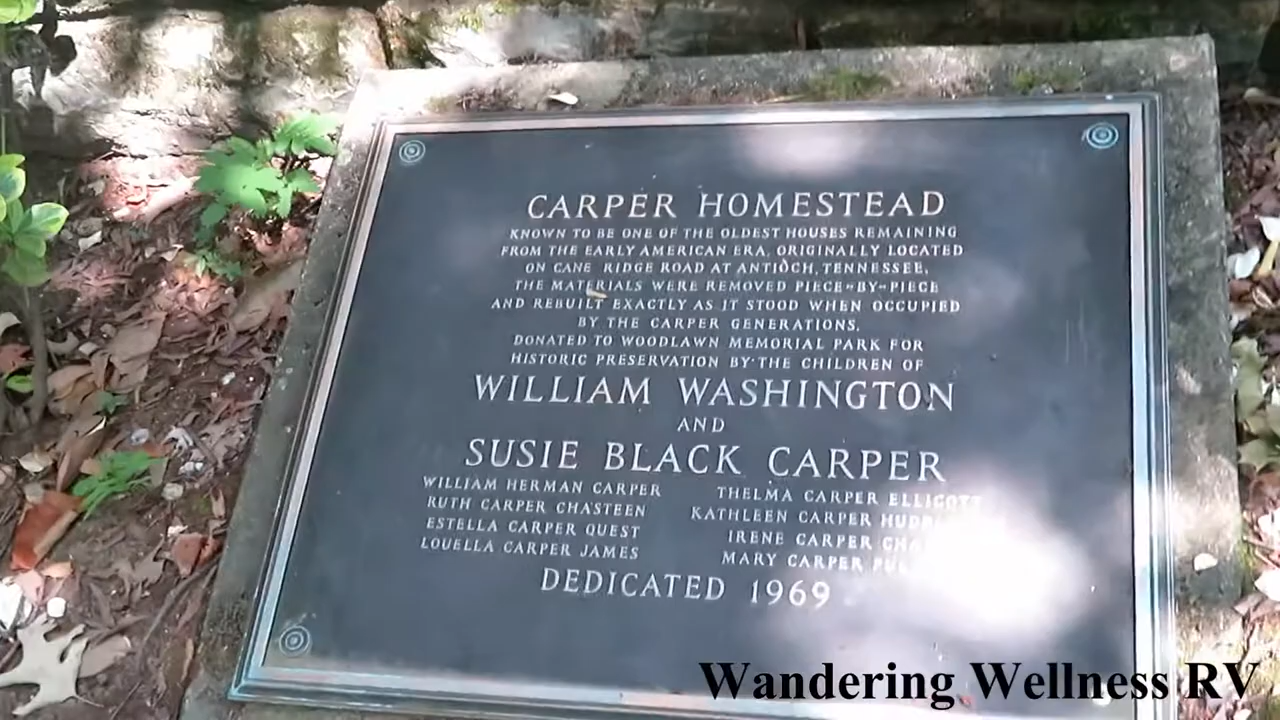 CARPER HOMESTEAD
KNOWN TO BE ONE OF THE OLDEST HOUSES REMAINING
FROM THE EARLY AMERICAN ERA, ORIGINALLY LOCATED
ON CANE RIDGE ROAD AT ANTIOCH, TENNESSEE,
THE MATERIALS WERE REMOVED PIECE-BY-PIECE
AND REBUILT EXACTLY AS IT STOOD WHEN OCCUPIED
BY THE CARPER GENERATIONS.
DONATED TO WOODLAWN MEMORIAL PARK FOR
HISTORIC PRESERVATION BY THE CHILDREN OF
WILLIAM WASHINGTON
AND
SUSIE BLACK CARPER
WILLIAM HERMAN CARPER THELMA CARPER ELLIGOTT
RUTH CARPER CHASTEEN KATHLEEN CARPER
ESTELLA CARPER QUEST IRENE CARPER
LOUELLA CARPER JAMES MARY CARPER
DEDICATED 1969
Wandering Wellness RV